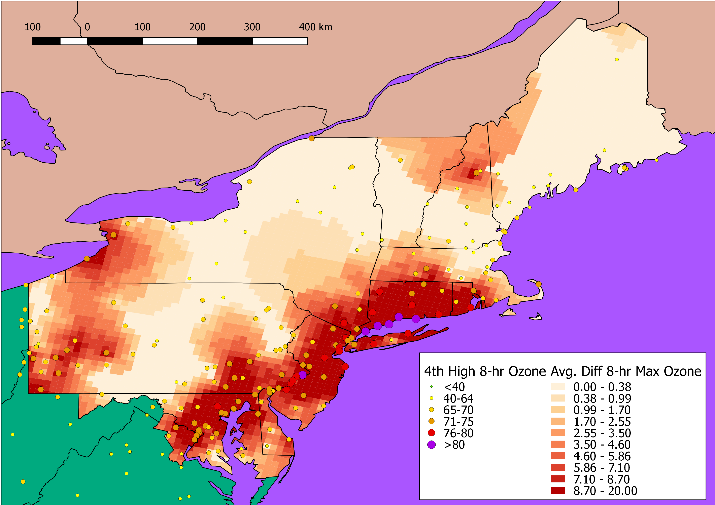 100 0 100 200 300 400 km
4th High 8-hr Ozone Avg. Diff 8-hr Max Ozone
<40 0.00 - 0.38
40-64 0.38 - 0.99
65-70 0.99 - 1.70
71-75 1.70 - 2.55
76-80 2.55 - 3.50
>80 3.50 - 4.60
4.60 - 5.86
5.86 - 7.10
7.10 - 8.70
8.70 - 20.00